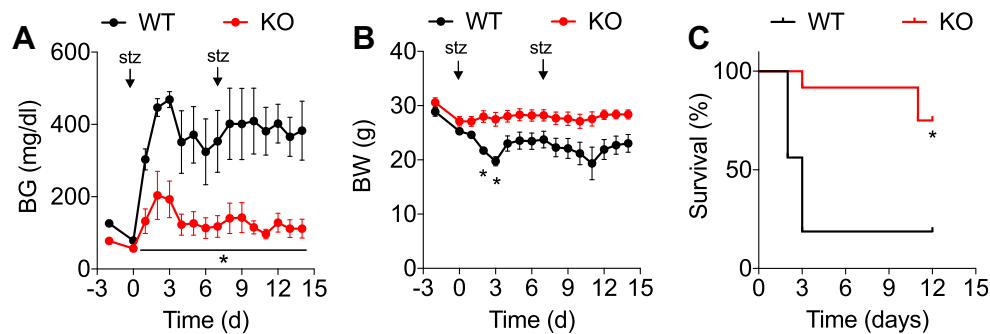 A
WT KO
stz stz
BG (mg/dl)
600
400
200
0
*
-3 0 3 6 9 12 15
Time (d)
B
WT KO
stz stz
BW (g)
40
30
20
10
0
* *
-3 0 3 6 9 12 15
Time (d)
C
WT KO
Survival (%)
100
50
0
*
0 3 6 9 12 15
Time (days)